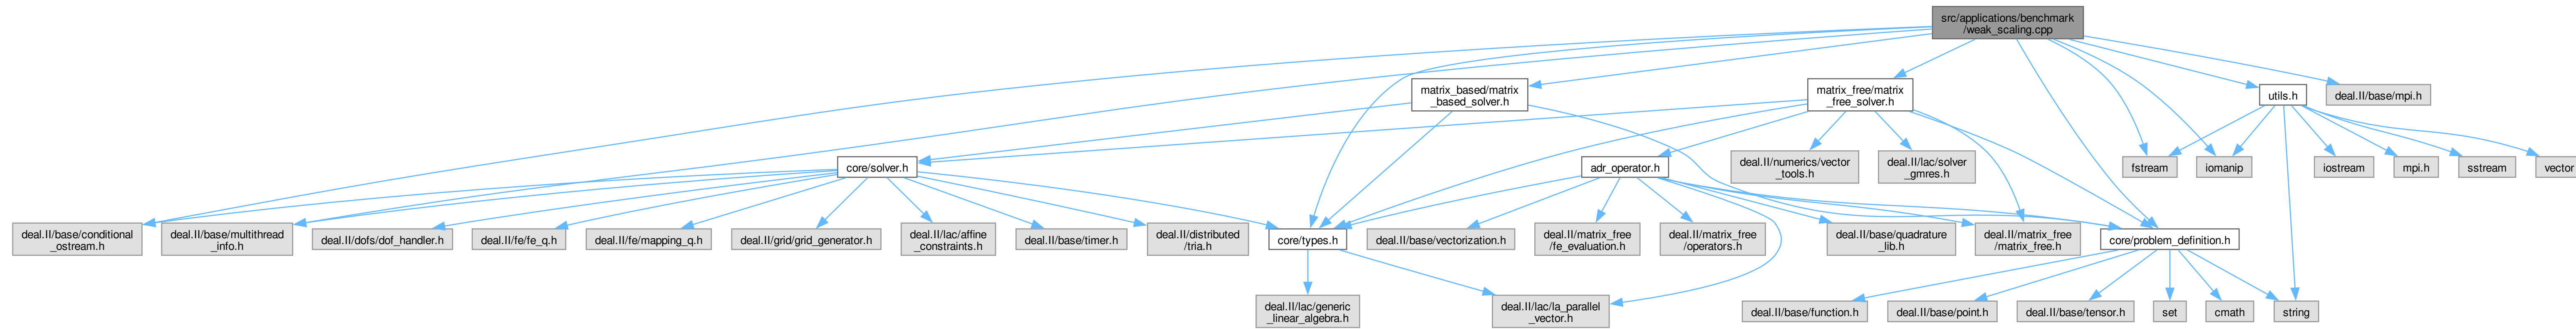 src/applications/benchmark
/weak_scaling.cpp
matrix_based/matrix
_based_solver.h
matrix_free/matrix
_free_solver.h
utils.h
deal.II/base/mpi.h
core/solver.h
adr_operator.h
deal.II/numerics/vector
_tools.h
deal.II/lac/solver
_gmres.h
fstream
iomanip
iostream
mpi.h
sstream
vector
deal.II/base/conditional
_ostream.h
deal.II/base/multithread
_info.h
deal.II/dofs/dof_handler.h
deal.II/fe/fe_q.h
deal.II/fe/mapping_q.h
deal.II/grid/grid_generator.h
deal.II/lac/affine
_constraints.h
deal.II/base/timer.h
deal.II/distributed
/tria.h
core/types.h
deal.II/base/vectorization.h
deal.II/matrix_free
/fe_evaluation.h
deal.II/matrix_free
/operators.h
deal.II/base/quadrature
_lib.h
deal.II/matrix_free
/matrix_free.h
core/problem_definition.h
deal.II/lac/generic
_linear_algebra.h
deal.II/lac/la_parallel
_vector.h
deal.II/base/function.h
deal.II/base/point.h
deal.II/base/tensor.h
set
cmath
string